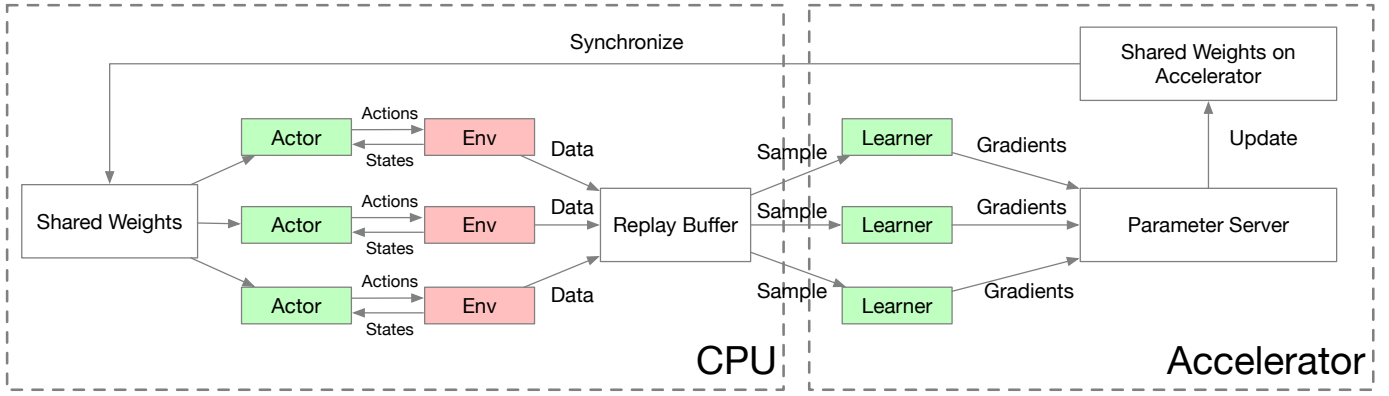 Synchronize
Shared Weights on
Accelerator
Actions
Actor
Env
States
Data
Sample
Learner
Gradients
Update
Shared Weights
Actions
Actor
Env
States
Data
Replay Buffer
Sample
Learner
Gradients
Parameter Server
Actions
Actor
Env
States
Data
Sample
Learner
Gradients
CPU
Accelerator